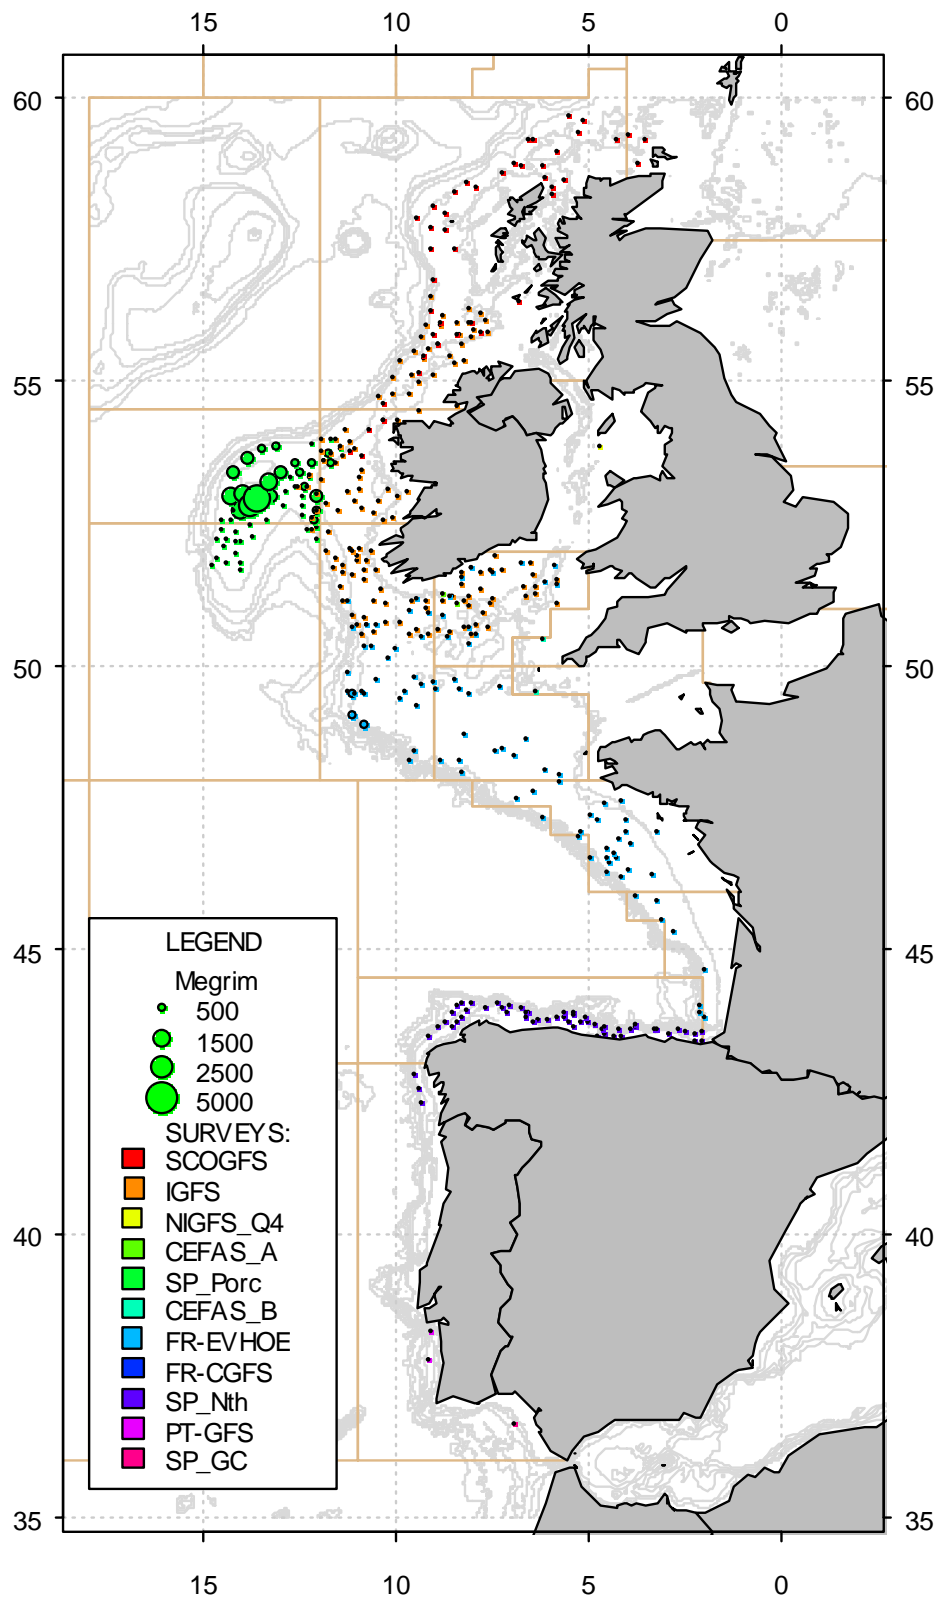 15 10 5 0
60 60
55 55
50 50
45 45
LEGEND
Megrim
500
1500
2500
5000
SURVEYS:
SCOGFS
IGFS
NIGFS_Q4
CEFAS_A
SP_Porc
CEFAS_B
FR-EVHOE
FR-CGFS
SP_Nth
PT-GFS
SP_GC
40 40
35 35
15 10 5 0